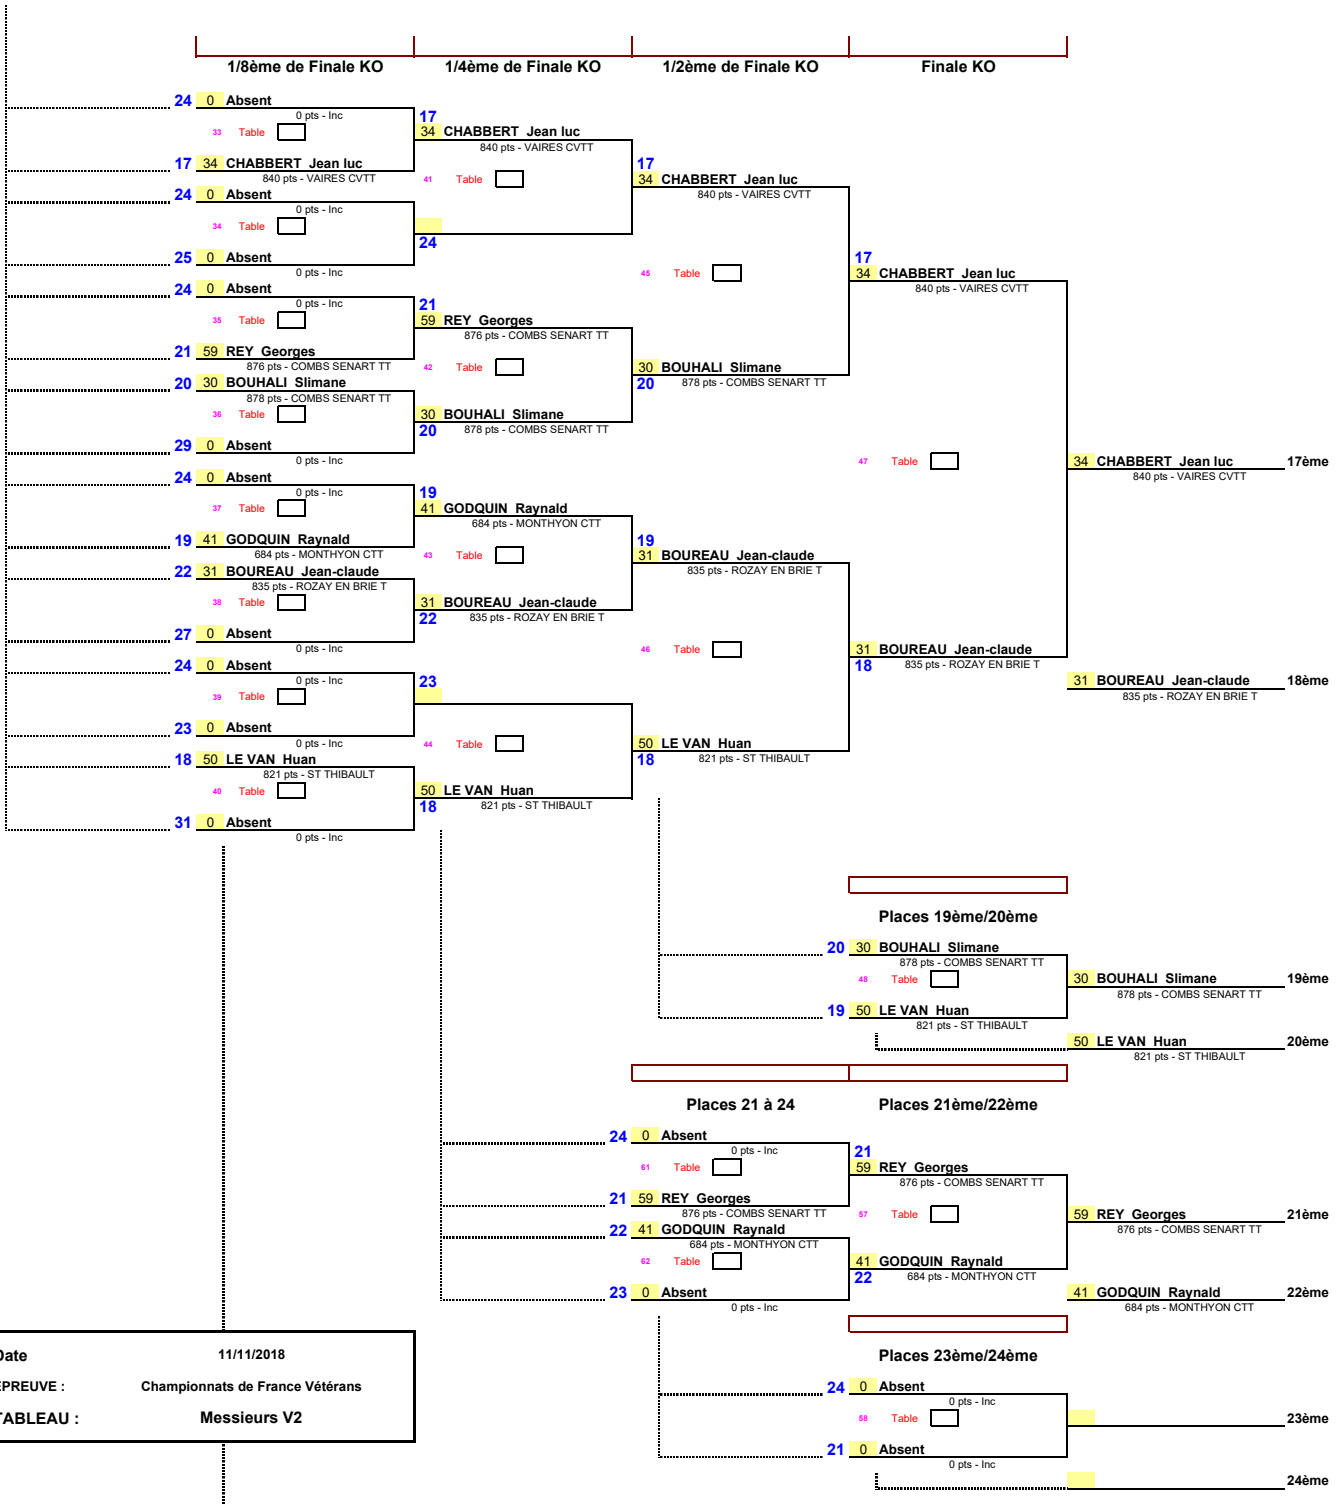 1/8ème de Finale KO 1/4ème de Finale KO 1/2ème de Finale KO Finale KO
24 0 Absent
0 pts - Inc
33 Table
17 34 CHABBERT Jean luc
840 pts - VAIRES CVTT
24 0 Absent
0 pts - Inc
34 Table
25 0 Absent
0 pts - Inc
24 0 Absent
0 pts - Inc
35 Table
21 59 REY Georges
876 pts - COMBS SENART TT
20 30 BOUHALI Slimane
878 pts - COMBS SENART TT
36 Table
29 0 Absent
0 pts - Inc
24 0 Absent
0 pts - Inc
37 Table
19 41 GODQUIN Raynald
684 pts - MONTHYON CTT
22 31 BOUREAU Jean-claude
835 pts - ROZAY EN BRIE T
38 Table
27 0 Absent
0 pts - Inc
24 0 Absent
0 pts - Inc
39 Table
23 0 Absent
0 pts - Inc
18 50 LE VAN Huan
821 pts - ST THIBAULT
40 Table
31 0 Absent
0 pts - Inc
17
34 CHABBERT Jean luc
840 pts - VAIRES CVTT
41 Table
24
21
59 REY Georges
876 pts - COMBS SENART TT
42 Table
30 BOUHALI Slimane
20 878 pts - COMBS SENART TT
19
41 GODQUIN Raynald
684 pts - MONTHYON CTT
43 Table
31 BOUREAU Jean-claude
22 835 pts - ROZAY EN BRIE T
23
44 Table
50 LE VAN Huan
18 821 pts - ST THIBAULT
17
34 CHABBERT Jean luc
840 pts - VAIRES CVTT
45 Table
30 BOUHALI Slimane
20 878 pts - COMBS SENART TT
19
31 BOUREAU Jean-claude
835 pts - ROZAY EN BRIE T
46 Table
50 LE VAN Huan
18 821 pts - ST THIBAULT
17
34 CHABBERT Jean luc
840 pts - VAIRES CVTT
47 Table
31 BOUREAU Jean-claude
18 835 pts - ROZAY EN BRIE T
34 CHABBERT Jean luc 17ème
840 pts - VAIRES CVTT
31 BOUREAU Jean-claude 18ème
835 pts - ROZAY EN BRIE T
Places 19ème/20ème
20 30 BOUHALI Slimane
878 pts - COMBS SENART TT
48 Table
19 50 LE VAN Huan
821 pts - ST THIBAULT
30 BOUHALI Slimane 19ème
878 pts - COMBS SENART TT
50 LE VAN Huan 20ème
821 pts - ST THIBAULT
Places 21 à 24 Places 21ème/22ème
24 0 Absent
0 pts - Inc
61 Table
21 59 REY Georges
876 pts - COMBS SENART TT
22 41 GODQUIN Raynald
684 pts - MONTHYON CTT
62 Table
23 0 Absent
0 pts - Inc
21
59 REY Georges
876 pts - COMBS SENART TT
57 Table
41 GODQUIN Raynald
22 684 pts - MONTHYON CTT
59 REY Georges 21ème
876 pts - COMBS SENART TT
41 GODQUIN Raynald 22ème
684 pts - MONTHYON CTT
Places 23ème/24ème
24 0 Absent
0 pts - Inc
58 Table
21 0 Absent
0 pts - Inc
23ème
24ème
Date 11/11/2018
EPREUVE : Championnats de France Vétérans
TABLEAU : Messieurs V2